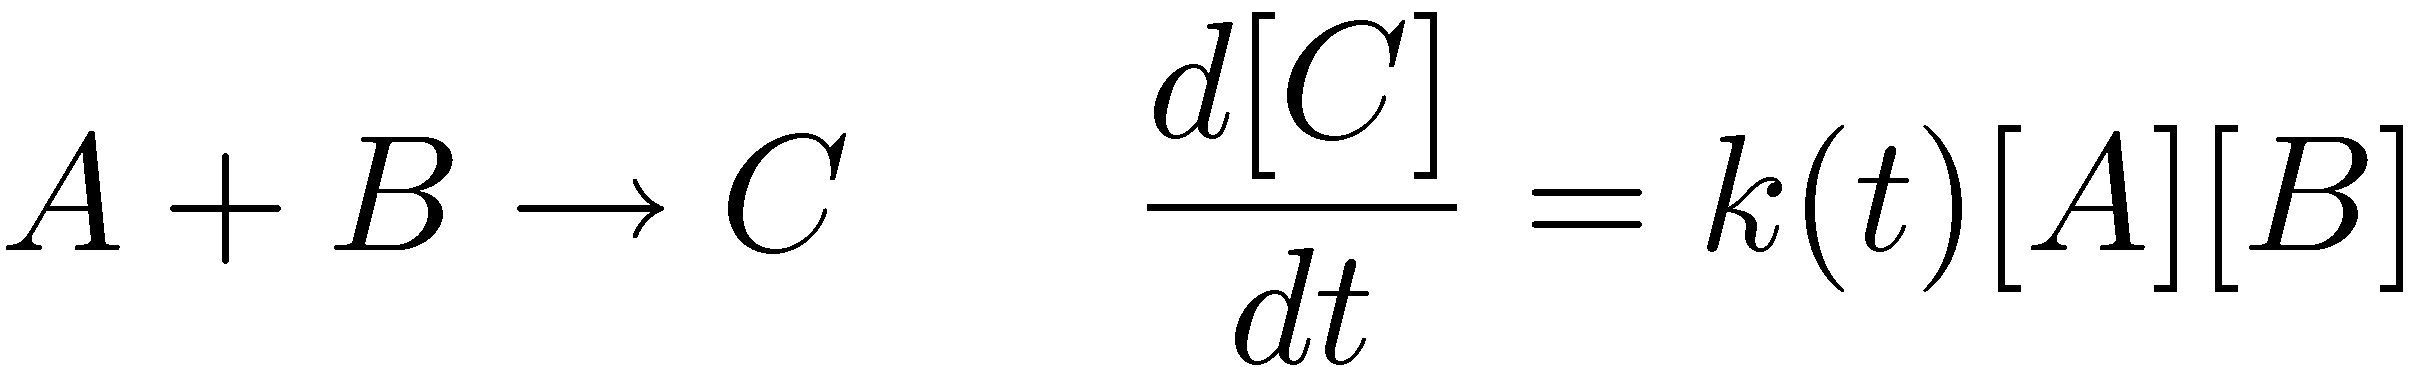 A + B → C  d[C]/dt = k(t)[A][B]